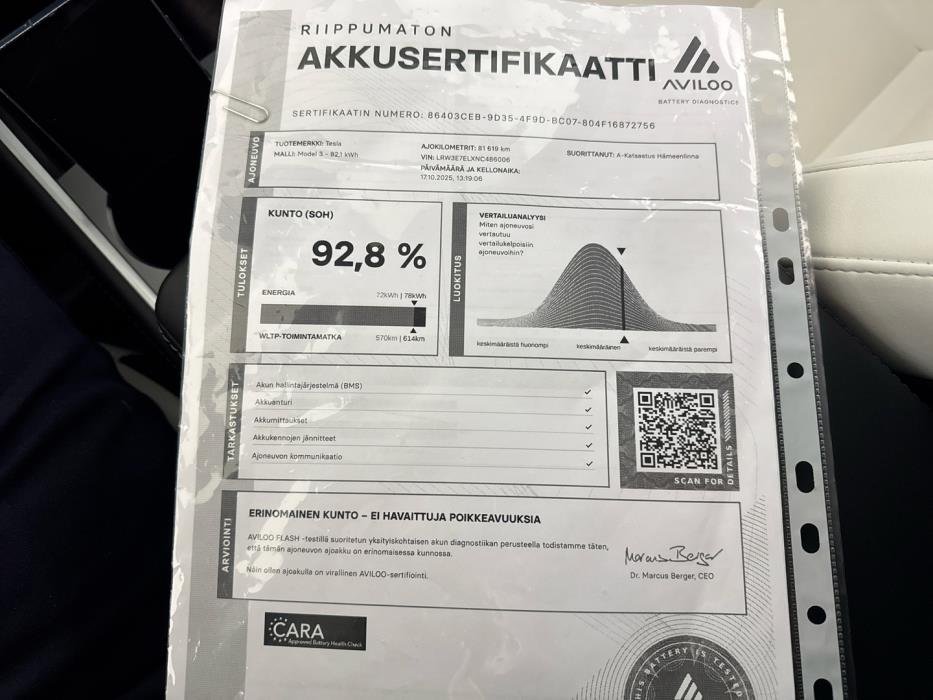 RIIPPUMATON
AKKUSERTIFIKAATTI
AVILOO
BATTERY DIAGNOSTICS
SERTIFIKAATIN NUMERO: 86403CEB-9D35-4F9D-BC07-804F16872756
AJONEUVO
TUOTEMERKKI: Tesla
MALLI: Model 3 - 82.1 kWh
AJOKILOMETRIT: 81 619 km
VIN: LRW3E7ELXNC486006
PÄIVÄMÄÄRÄ JA KELLONAIKA:
17.10.2025, 13:19:06
SUORITTANUT: A-Katsastus Hämeenlinna
TULOKSET
KUNTO (SOH)
92,8 %
ENERGIA
72kWh | 78kWh
WLTP-TOIMINTAMATKA
570km | 614km
LUOKITUS
VERTAILUANALYYSI
Miten ajoneuvosi
vertautuu
vertailukelpoisiin
ajoneuvoihin?
keskimääräistä huonompi
keskimääräinen
keskimääräistä parempi
TARKASTUKSET
Akun hallintajärjestelmä (BMS)
Akkuanturi
Akkumittaukset
Akkukennojen jännitteet
Ajoneuvon kommunikaatio
SCAN FOR DETAILS
ARVIOINTI
ERINOMAINEN KUNTO – EI HAVAITTUJA POIKKEAVUUKSIA
AVILOO FLASH -testillä suoritetun yksityiskohtaisen akun diagnostiikan perusteella todistamme täten,
että tämän ajoneuvon ajoakku on erinomaisessa kunnossa.
Näin ollen ajoakulla on virallinen AVILOO-sertifiointi.
Marcus Berger
Dr. Marcus Berger, CEO
CARA
Approved Battery Health Check
THIS BATTERY IS TESTED